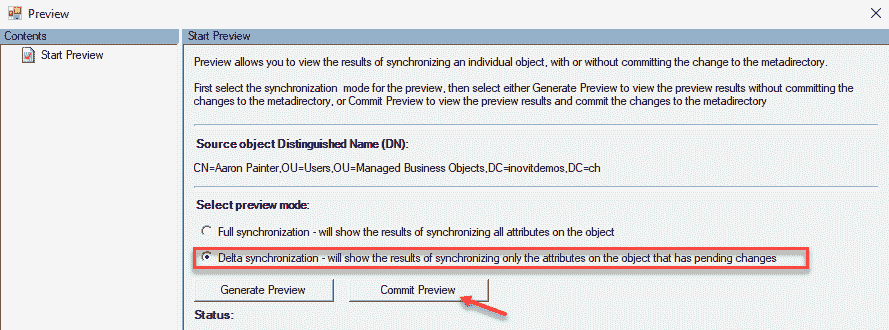 Preview
Contents
Start Preview
Start Preview
Preview allows you to view the results of synchronizing an individual object, with or without committing the change to the metadirectory.
First select the synchronization mode for the preview, then select either Generate Preview to view the preview results without committing the
changes to the metadirectory, or Commit Preview to view the preview results and commit the changes to the metadirectory
Source object Distinguished Name (DN):
CN=Aaron Painter,OU=Users,OU=Managed Business Objects,DC=inovitdemos,DC=ch
Select preview mode:
Full synchronization - will show the results of synchronizing all attributes on the object
Delta synchronization - will show the results of synchronizing only the attributes on the object that has pending changes
Generate Preview
Commit Preview
Status: